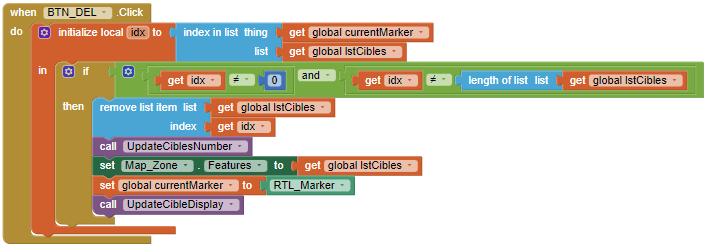 when BTN_DEL .Click
do initialize local idx to index in list thing get global currentMarker
list get global lstCibles
in if get idx ≠ 0 and get idx ≠ length of list list get global lstCibles
then remove list item list get global lstCibles
index get idx
call UpdateCiblesNumber
set Map_Zone . Features to get global lstCibles
set global currentMarker to RTL_Marker
call UpdateCibleDisplay